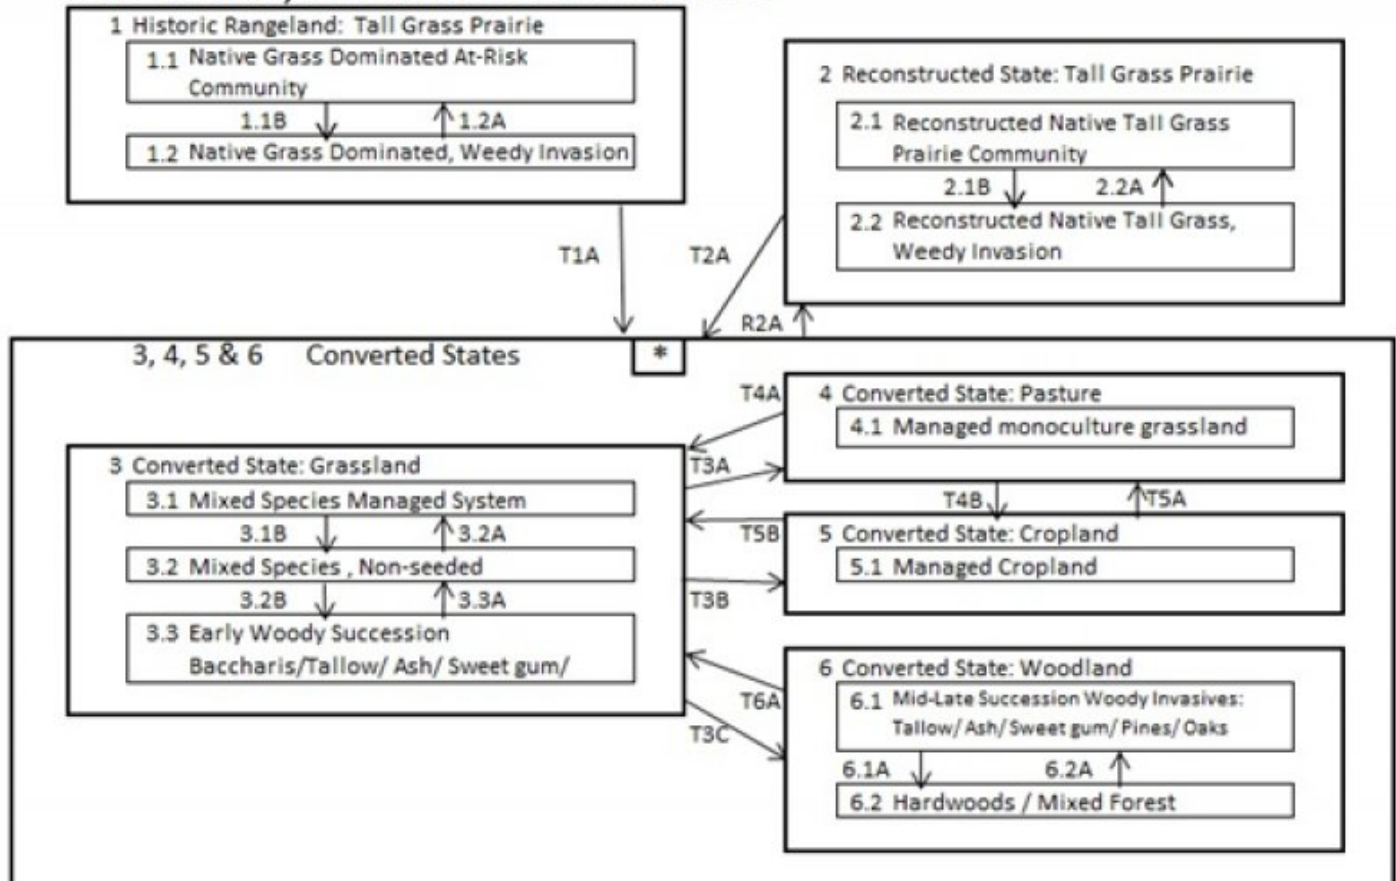 1 Historic Rangeland: Tall Grass Prairie
1.1 Native Grass Dominated At-Risk
Community
1.1B
1.2A
1.2 Native Grass Dominated, Weedy Invasion
2 Reconstructed State: Tall Grass Prairie
2.1 Reconstructed Native Tall Grass
Prairie Community
2.1B
2.2A
2.2 Reconstructed Native Tall Grass,
Weedy Invasion
T1A
T2A
R2A
3, 4, 5 & 6 Converted States
*
T4A
4 Converted State: Pasture
4.1 Managed monoculture grassland
3 Converted State: Grassland
T3A
3.1 Mixed Species Managed System
T4B
T5A
3.1B
3.2A
T5B
5 Converted State: Cropland
3.2 Mixed Species , Non-seeded
5.1 Managed Cropland
3.2B
3.3A
T3B
3.3 Early Woody Succession
Baccharis/Tallow/ Ash/ Sweet gum/
6 Converted State: Woodland
T6A
6.1 Mid-Late Succession Woody Invasives:
Tallow/ Ash/ Sweet gum/ Pines/ Oaks
T3C
6.1A
6.2A
6.2 Hardwoods / Mixed Forest